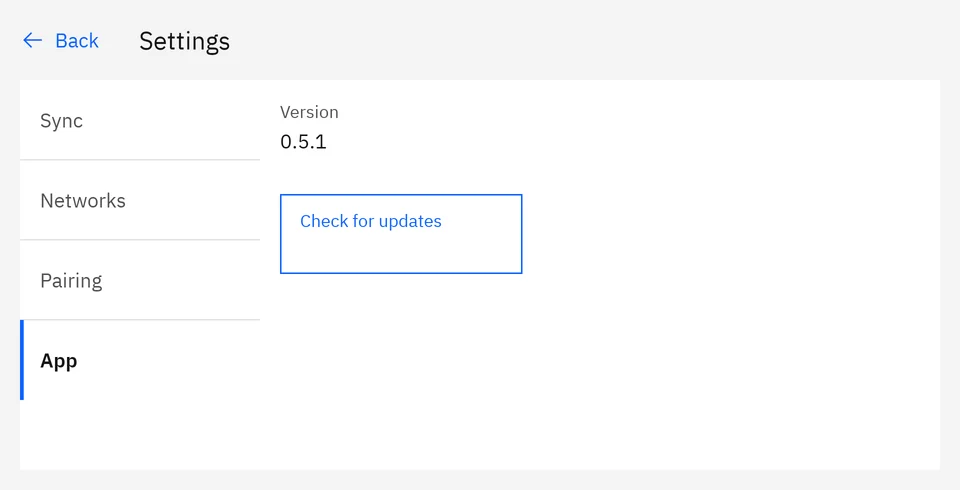 Back
Settings
Sync
Networks
Pairing
App
Version
0.5.1
Check for updates